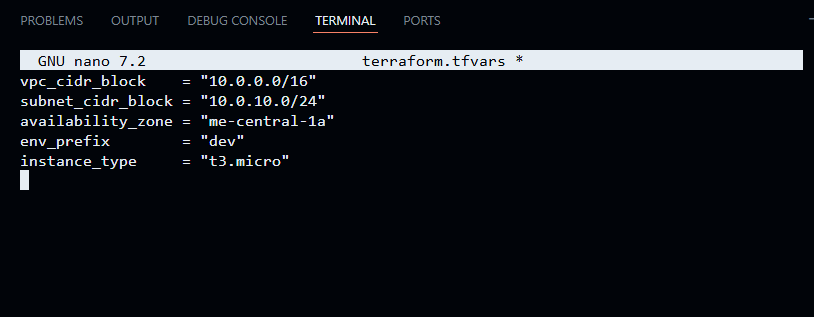 PROBLEMS OUTPUT DEBUG CONSOLE TERMINAL PORTS
GNU nano 7.2 terraform.tfvars *
vpc_cidr_block = "10.0.0.0/16"
subnet_cidr_block = "10.0.10.0/24"
availability_zone = "me-central-1a"
env_prefix = "dev"
instance_type = "t3.micro"